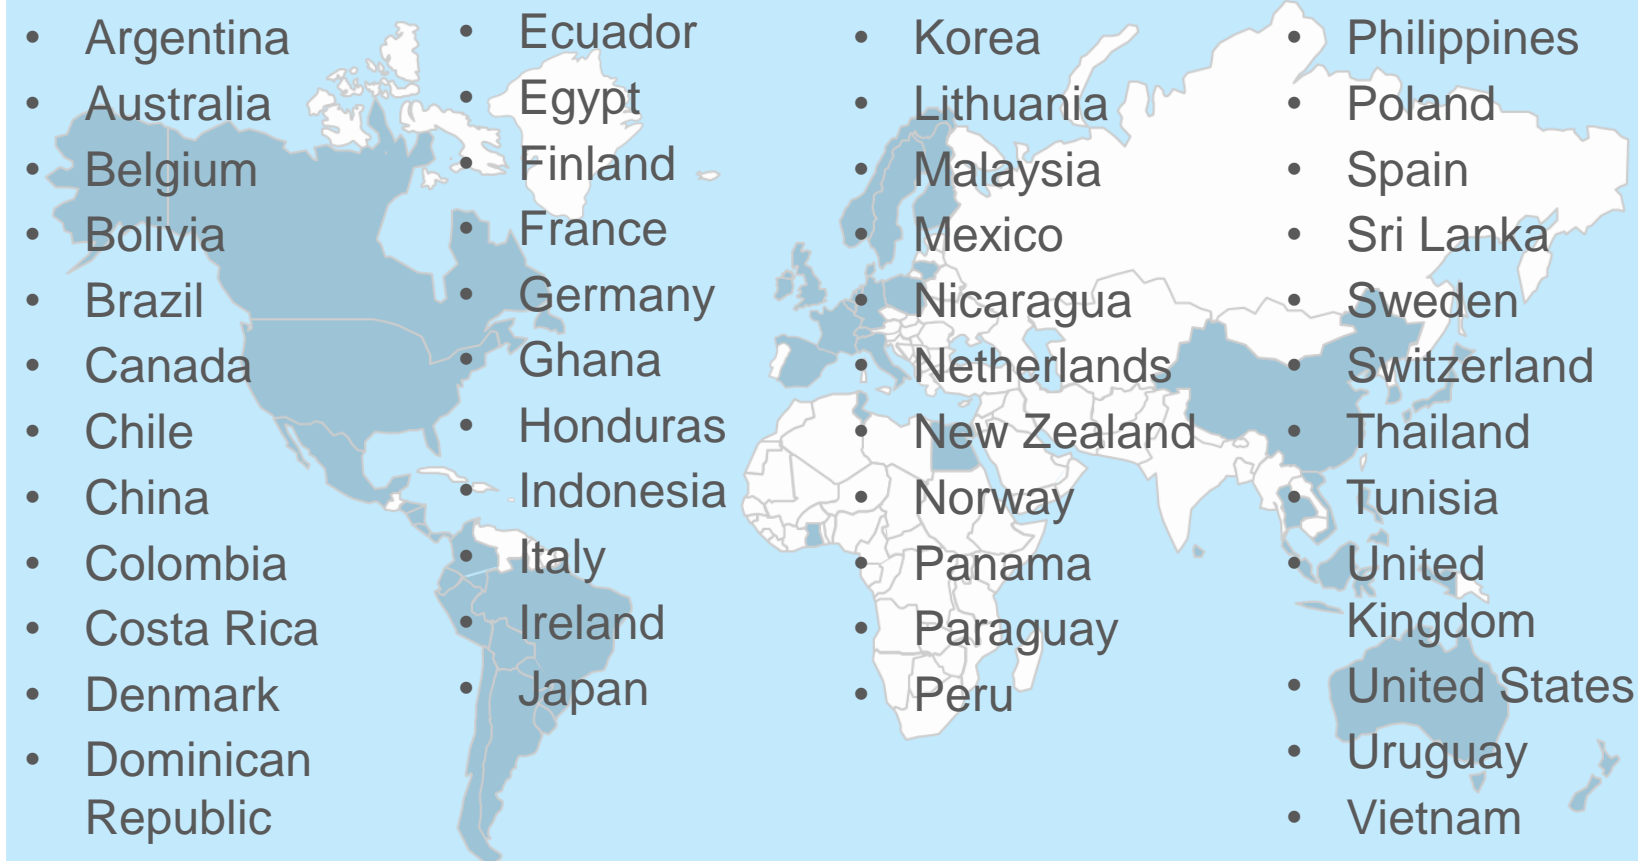 • Argentina
• Australia
• Belgium
• Bolivia
• Brazil
• Canada
• Chile
• China
• Colombia
• Costa Rica
• Denmark
• Dominican
Republic
• Ecuador
• Egypt
• Finland
• France
• Germany
• Ghana
• Honduras
• Indonesia
• Italy
• Ireland
• Japan
• Korea
• Lithuania
• Malaysia
• Mexico
• Nicaragua
• Netherlands
• New Zealand
• Norway
• Panama
• Paraguay
• Peru
• Philippines
• Poland
• Spain
• Sri Lanka
• Sweden
• Switzerland
• Thailand
• Tunisia
• United
Kingdom
• United States
• Uruguay
• Vietnam